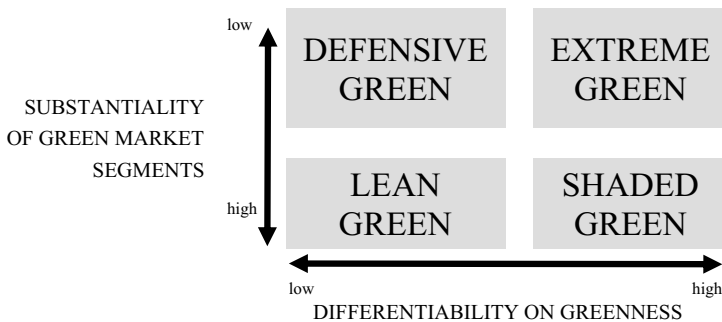 low
DEFENSIVE
GREEN
EXTREME
GREEN
SUBSTANTIALITY
OF GREEN MARKET
SEGMENTS
LEAN
GREEN
SHADED
GREEN
high
low
high
DIFFERENTIABILITY ON GREENNESS